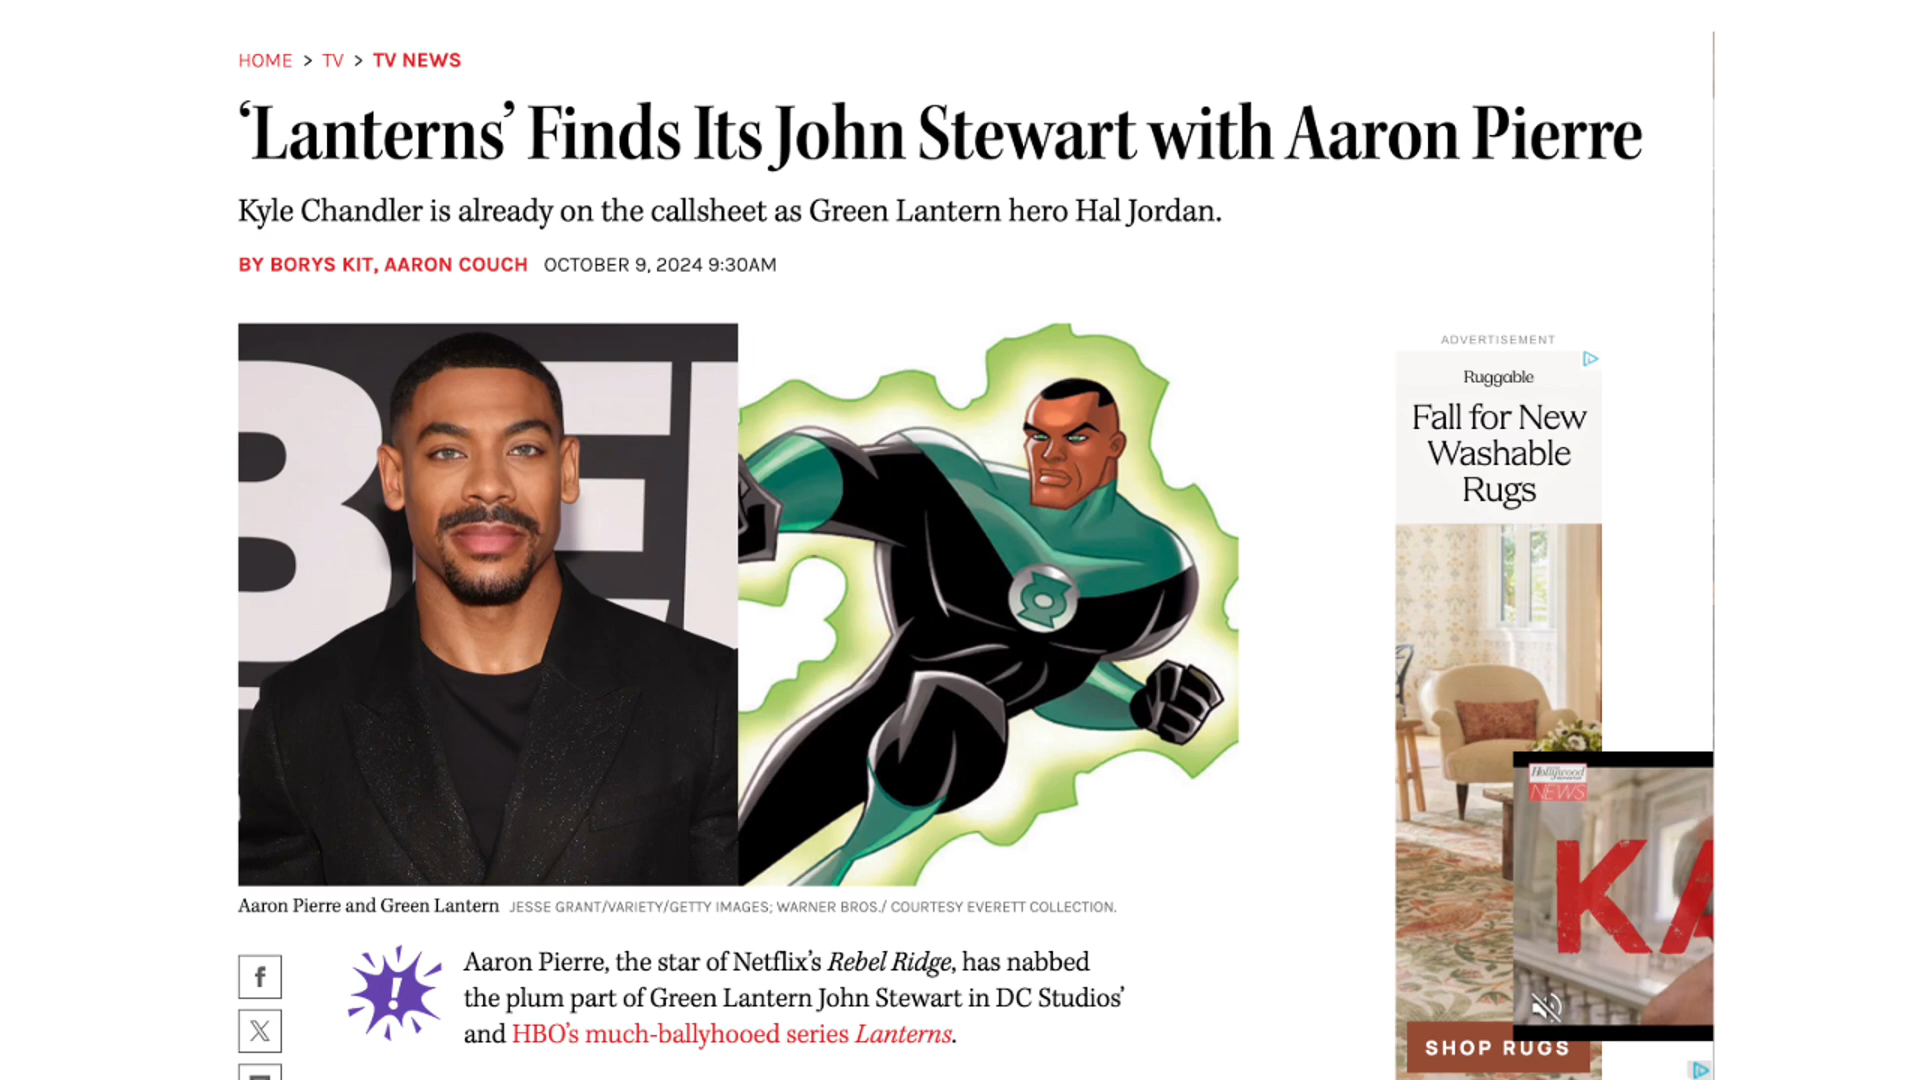 HOME > TV > TV NEWS
‘Lanterns’ Finds Its John Stewart with Aaron Pierre
Kyle Chandler is already on the callsheet as Green Lantern hero Hal Jordan.
BY BORYS KIT, AARON COUCH OCTOBER 9, 2024 9:30AM
BE
ADVERTISEMENT
Ruggable
Fall for New
Washable
Rugs
Hollywood
NEWS
KA
SHOP RUGS
Aaron Pierre and Green Lantern JESSE GRANT/VARIETY/GETTY IMAGES; WARNER BROS./ COURTESY EVERETT COLLECTION.
f
X
!
Aaron Pierre, the star of Netflix’s Rebel Ridge, has nabbed
the plum part of Green Lantern John Stewart in DC Studios’
and HBO’s much-ballyhooed series Lanterns.